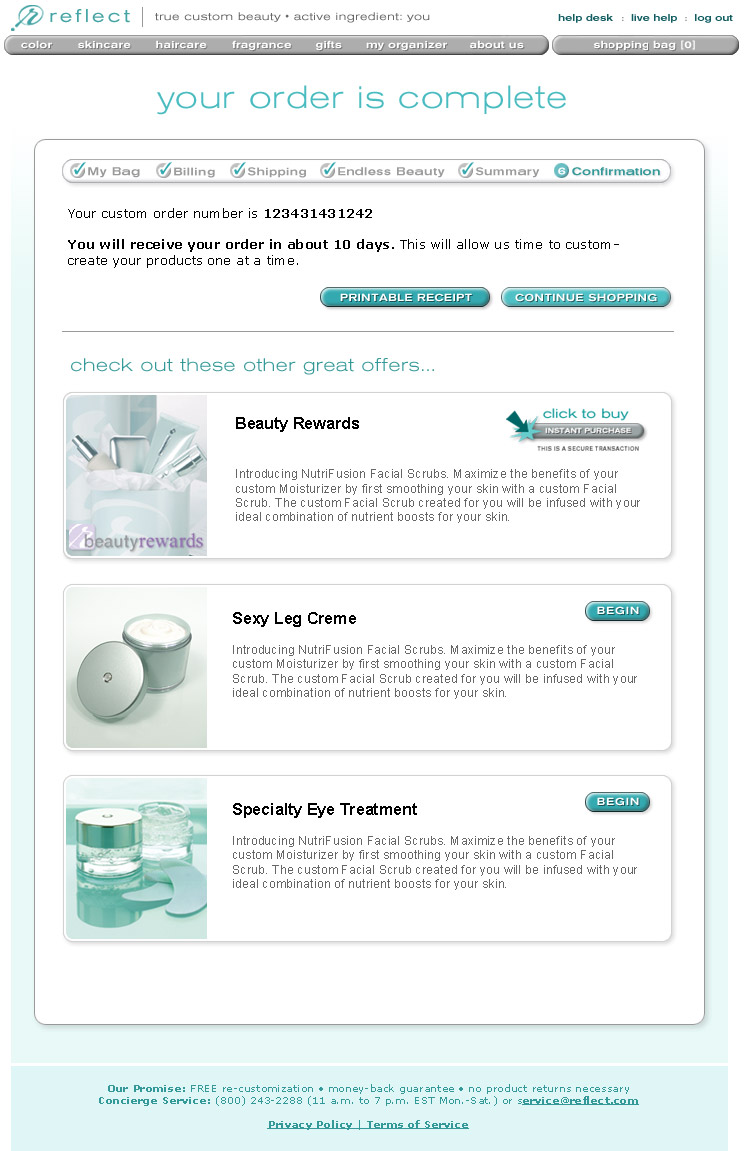 reflect true custom beauty • active ingredient: you
help desk : live help : log out
color skincare haircare fragrance gifts my organizer about us shopping bag [0]
your order is complete
My Bag Billing Shipping Endless Beauty Summary 6 Confirmation
Your custom order number is 123431431242
You will receive your order in about 10 days. This will allow us time to custom-
create your products one at a time.
PRINTABLE RECEIPT CONTINUE SHOPPING
check out these other great offers...
beautyrewards
Beauty Rewards
click to buy
INSTANT PURCHASE
THIS IS A SECURE TRANSACTION
Introducing NutriFusion Facial Scrubs. Maximize the benefits of your
custom Moisturizer by first smoothing your skin with a custom Facial
Scrub. The custom Facial Scrub created for you will be infused with your
ideal combination of nutrient boosts for your skin.
Sexy Leg Creme
BEGIN
Introducing NutriFusion Facial Scrubs. Maximize the benefits of your
custom Moisturizer by first smoothing your skin with a custom Facial
Scrub. The custom Facial Scrub created for you will be infused with your
ideal combination of nutrient boosts for your skin.
Specialty Eye Treatment
BEGIN
Introducing NutriFusion Facial Scrubs. Maximize the benefits of your
custom Moisturizer by first smoothing your skin with a custom Facial
Scrub. The custom Facial Scrub created for you will be infused with your
ideal combination of nutrient boosts for your skin.
Our Promise: FREE re-customization • money-back guarantee • no product returns necessary
Concierge Service: (800) 243-2288 (11 a.m. to 7 p.m. EST Mon.-Sat.) or service@reflect.com
Privacy Policy | Terms of Service